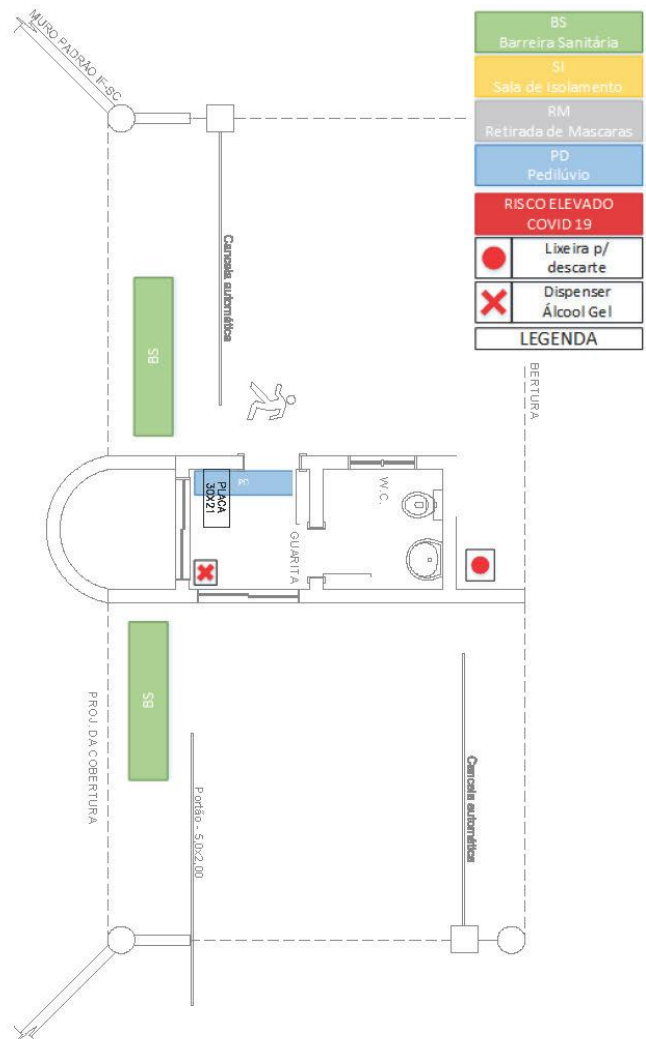 MURO PADRÃO IF-SC
BS
Barreira Sanitária
SI
Sala de Isolamento
RM
Retirada de Mascaras
PD
Pedilúvio
RISCO ELEVADO
COVID 19
Lixeira p/
descarte
Dispenser
Álcool Gel
LEGENDA
Cancela automática
BS
BERTURA
PLACA
30X21
W.C.
GUARITA
BS
PROJ. DA COBERTURA
Portão - 5,0x2,00
Cancela automática